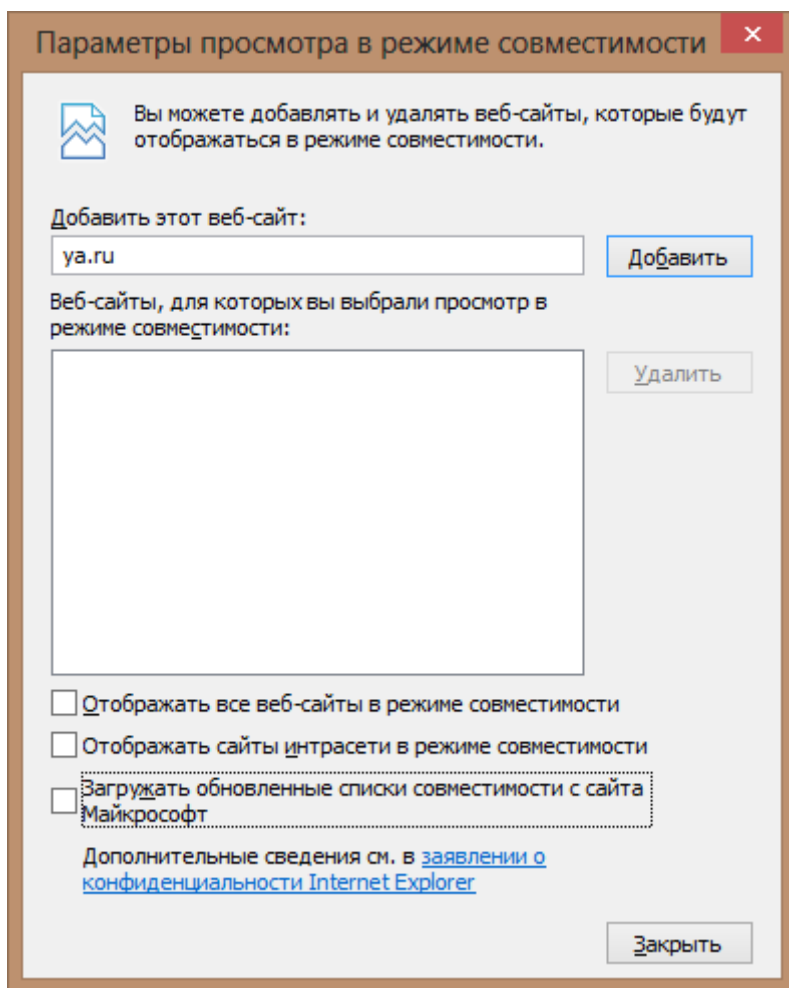 Параметры просмотра в режиме совместимости
Вы можете добавлять и удалять веб-сайты, которые будут
отображаться в режиме совместимости.
Добавить этот веб-сайт:
ya.ru
Добавить
Веб-сайты, для которых вы выбрали просмотр в
режиме совместимости:
Удалить
Отображать все веб-сайты в режиме совместимости
Отображать сайты интрасети в режиме совместимости
Загружать обновленные списки совместимости с сайта
Майкрософт
Дополнительные сведения см. в заявлении о
конфиденциальности Internet Explorer
Закрыть